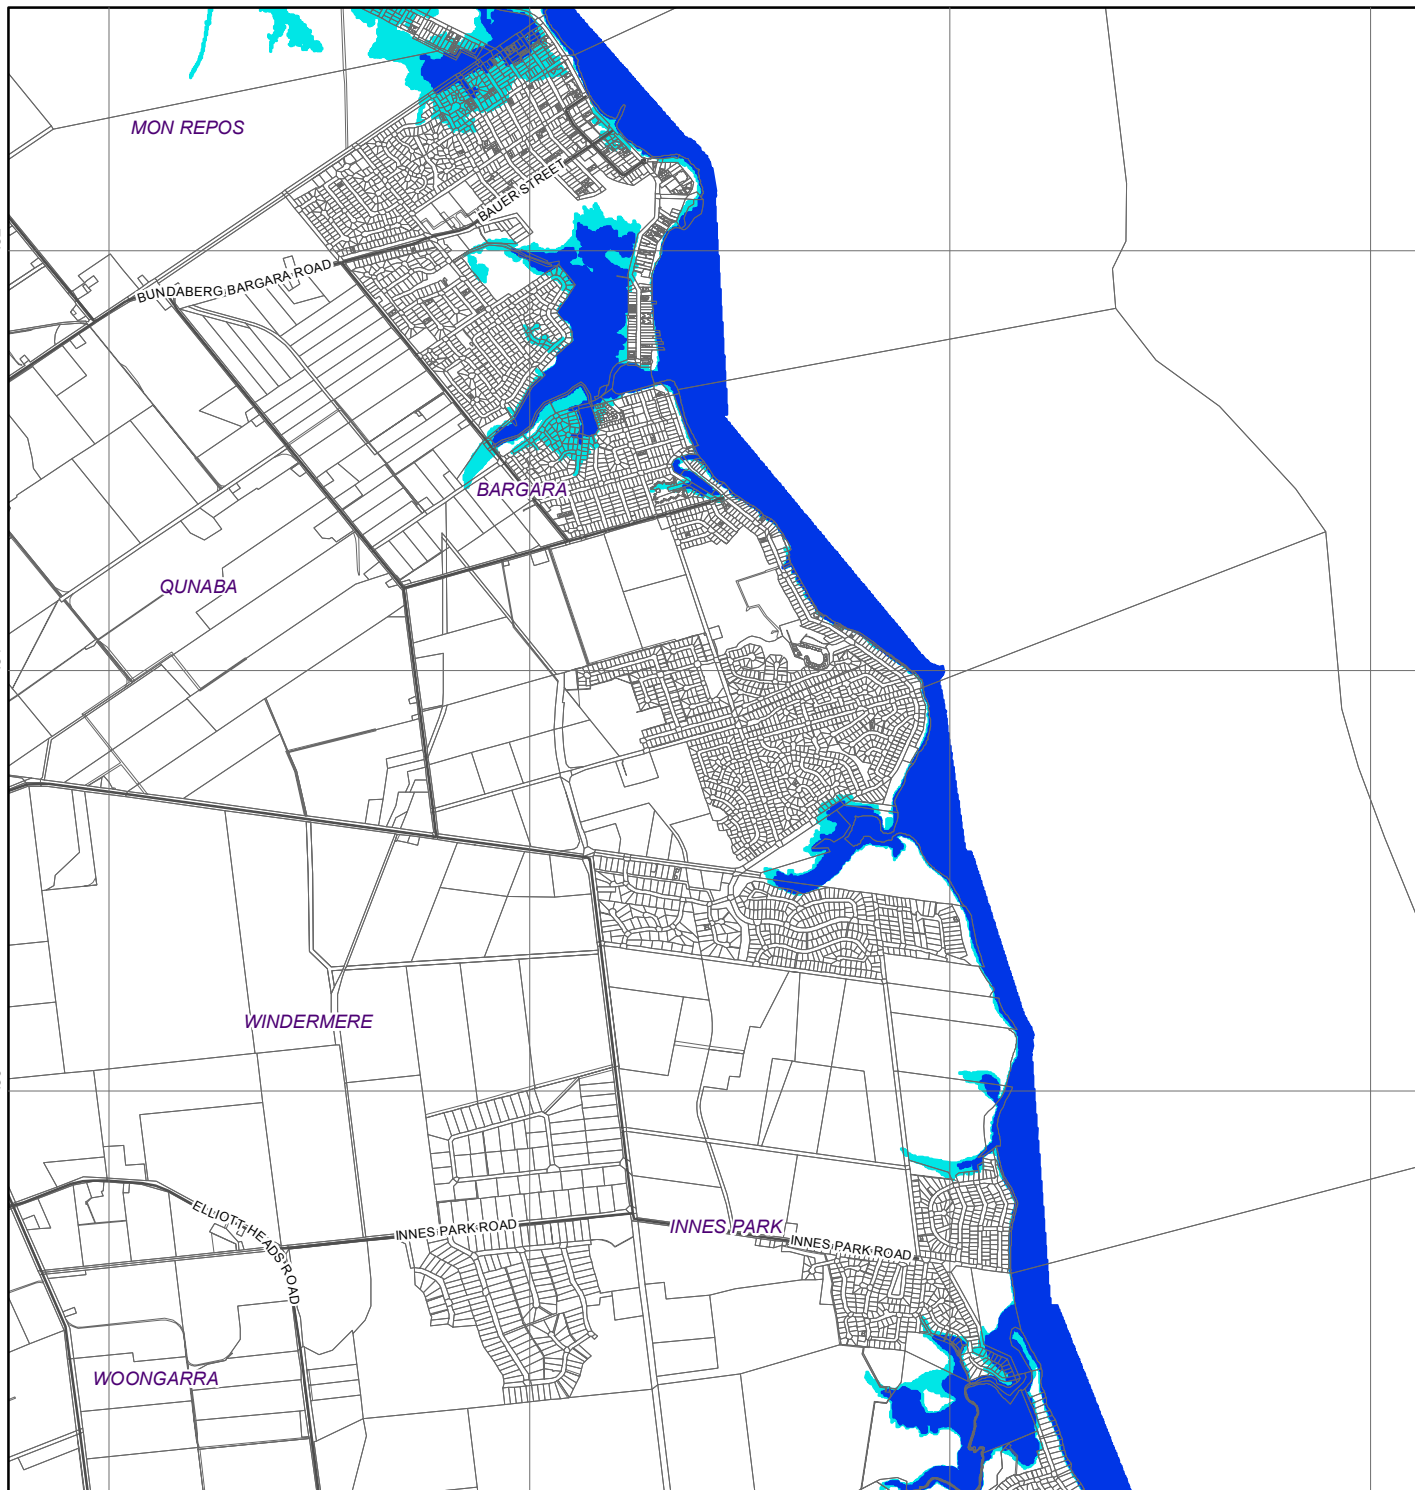 MON REPOS
BAUER STREET
BUNDABERG BARGARA ROAD
BARGARA
QUNABA
WINDERMERE
ELLIOTT HEADS ROAD
INNES PARK ROAD
INNES PARK
INNES PARK ROAD
WOONGARRA